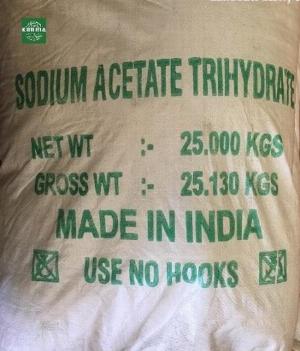 SODIUM ACETATE TRIHYDRATE
NET WT :- 25.000 KGS
GROSS WT :- 25.130 KGS
MADE IN INDIA
USE NO HOOKS